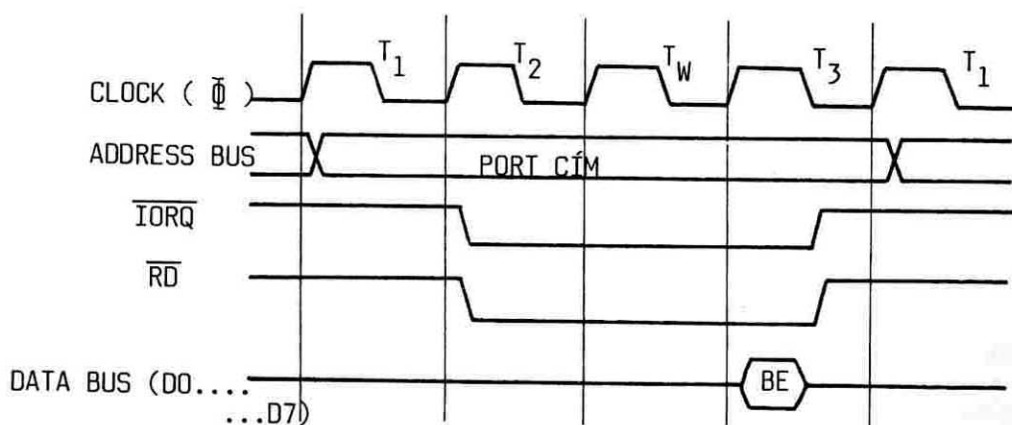 T1 T2 TW T3 T1
CLOCK ( Φ )
ADDRESS BUS
PORT CÍM
IORQ
RD
DATA BUS (D0....
BE
...D7)